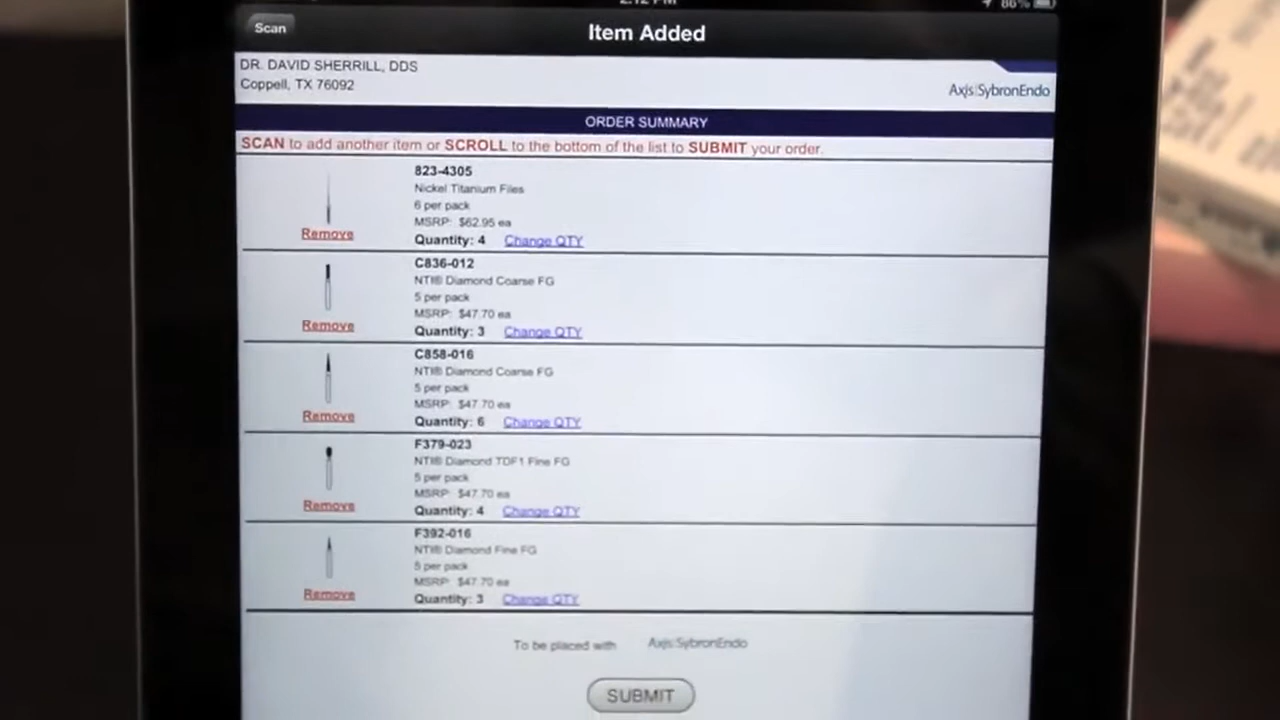 2:12 PM
86%
Scan
Item Added
DR. DAVID SHERRILL, DDS
Coppell, TX 76092
Axis|SybronEndo
ORDER SUMMARY
SCAN to add another item or SCROLL to the bottom of the list to SUBMIT your order.
823-4305
Nickel Titanium Files
6 per pack
MSRP: $62.95 ea
Remove
Quantity: 4 Change QTY
C836-012
NTI® Diamond Coarse FG
5 per pack
MSRP: $47.70 ea
Remove
Quantity: 3 Change QTY
C858-016
NTI® Diamond Coarse FG
5 per pack
MSRP: $47.70 ea
Remove
Quantity: 6 Change QTY
F379-023
NTI® Diamond TDF1 Fine FG
5 per pack
MSRP: $47.70 ea
Remove
Quantity: 4 Change QTY
F392-016
NTI® Diamond Fine FG
5 per pack
MSRP: $47.70 ea
Remove
Quantity: 3 Change QTY
To be placed with Axis|SybronEndo
SUBMIT